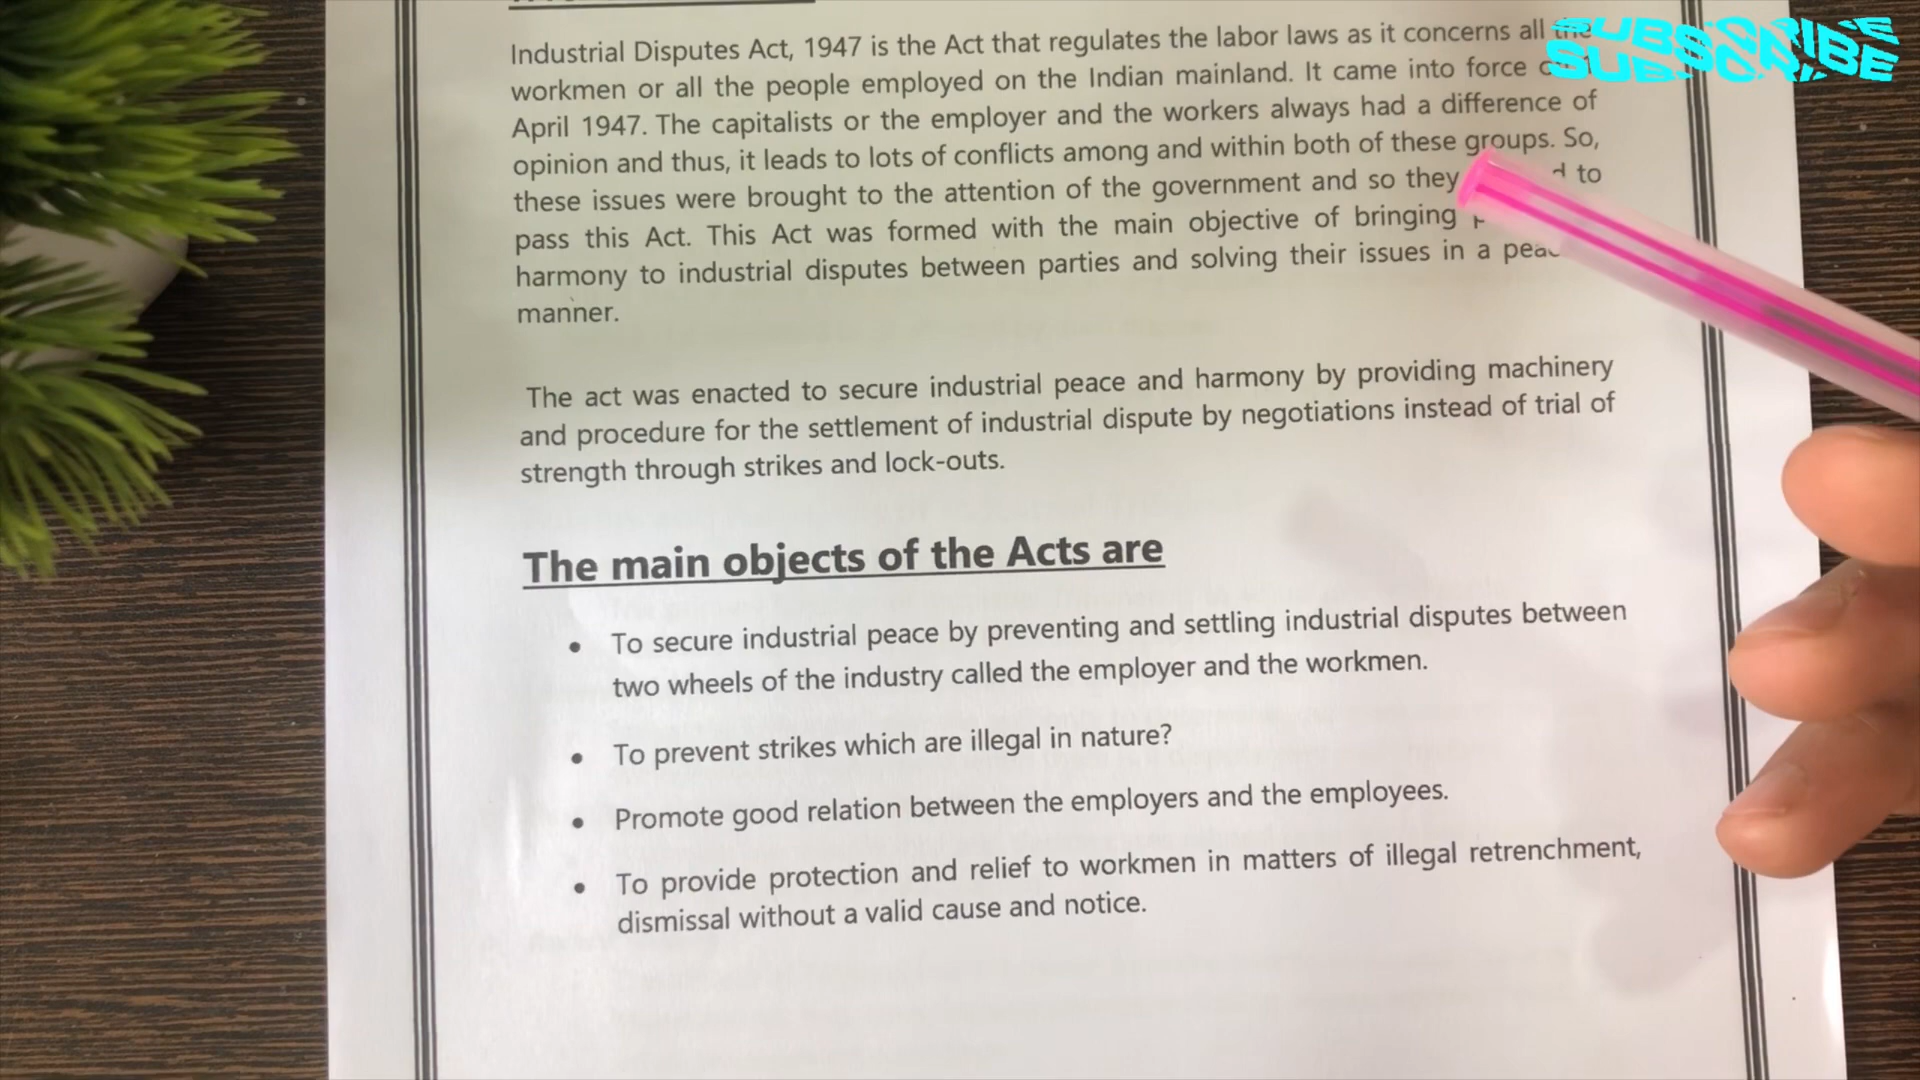 Industrial Disputes Act, 1947 is the Act that regulates the labor laws as it concerns all the
workmen or all the people employed on the Indian mainland. It came into force
April 1947. The capitalists or the employer and the workers always had a difference of
opinion and thus, it leads to lots of conflicts among and within both of these groups. So,
these issues were brought to the attention of the government and so they to
pass this Act. This Act was formed with the main objective of bringing
harmony to industrial disputes between parties and solving their issues in a
manner.
The act was enacted to secure industrial peace and harmony by providing machinery
and procedure for the settlement of industrial dispute by negotiations instead of trial of
strength through strikes and lock-outs.
The main objects of the Acts are
• To secure industrial peace by preventing and settling industrial disputes between
two wheels of the industry called the employer and the workmen.
• To prevent strikes which are illegal in nature?
• Promote good relation between the employers and the employees.
• To provide protection and relief to workmen in matters of illegal retrenchment,
dismissal without a valid cause and notice.
SUBSCRIBE
SUBSCRIBE